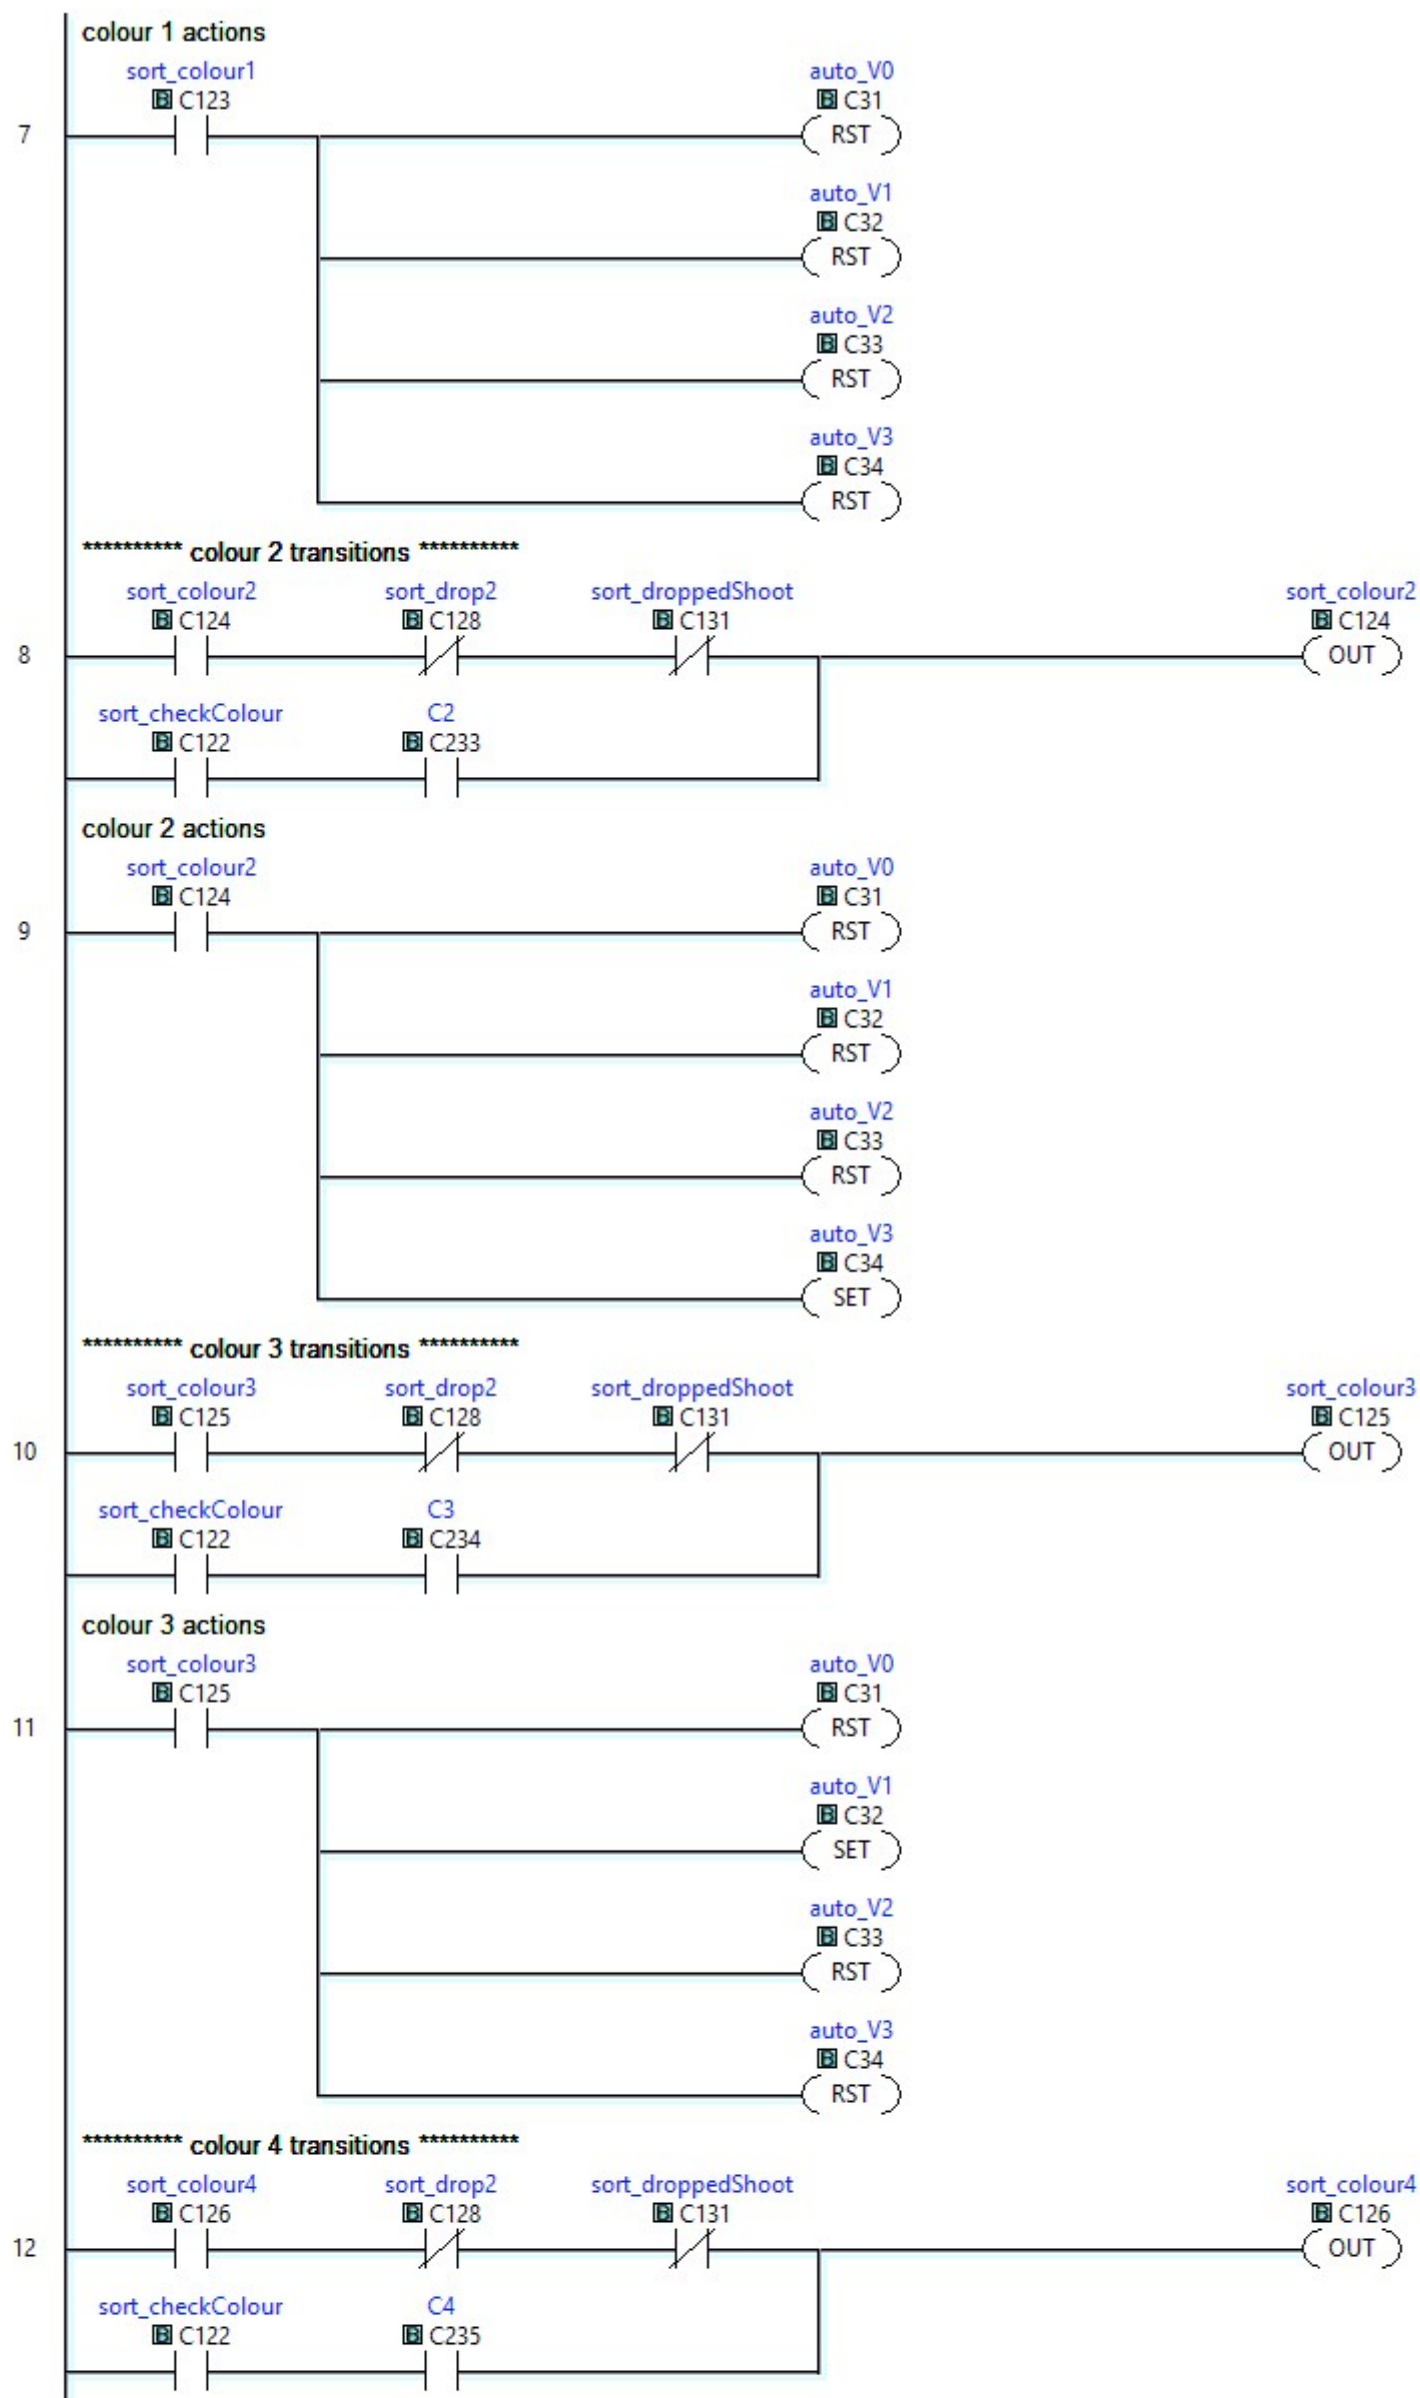 colour 1 actions
sort_colour1 auto_V0
B C123 B C31
7 RST
auto_V1
B C32
RST
auto_V2
B C33
RST
auto_V3
B C34
RST
********** colour 2 transitions **********
sort_colour2 sort_drop2 sort_droppedShoot sort_colour2
B C124 B C128 B C131 B C124
8 OUT
sort_checkColour C2
B C122 B C233
colour 2 actions
sort_colour2 auto_V0
B C124 B C31
9 RST
auto_V1
B C32
RST
auto_V2
B C33
RST
auto_V3
B C34
SET
********** colour 3 transitions **********
sort_colour3 sort_drop2 sort_droppedShoot sort_colour3
B C125 B C128 B C131 B C125
10 OUT
sort_checkColour C3
B C122 B C234
colour 3 actions
sort_colour3 auto_V0
B C125 B C31
11 RST
auto_V1
B C32
SET
auto_V2
B C33
RST
auto_V3
B C34
RST
********** colour 4 transitions **********
sort_colour4 sort_drop2 sort_droppedShoot sort_colour4
B C126 B C128 B C131 B C126
12 OUT
sort_checkColour C4
B C122 B C235